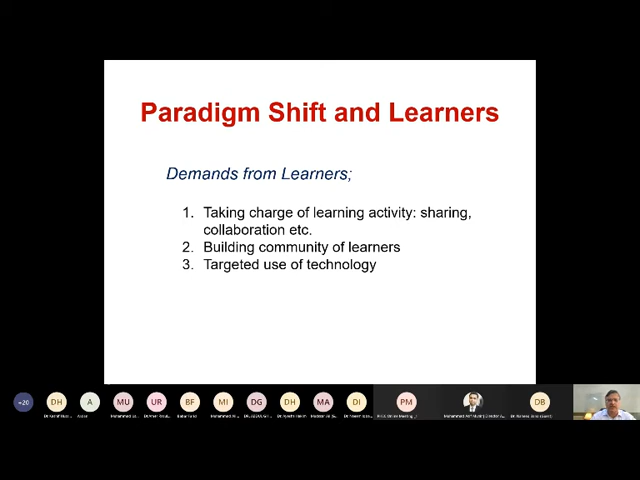 Paradigm Shift and Learners
Demands from Learners;
1. Taking charge of learning activity: sharing,
collaboration etc.
2. Building community of learners
3. Targeted use of technology
+20 DH A MU UR BF MI DG DH MA DI PM DB